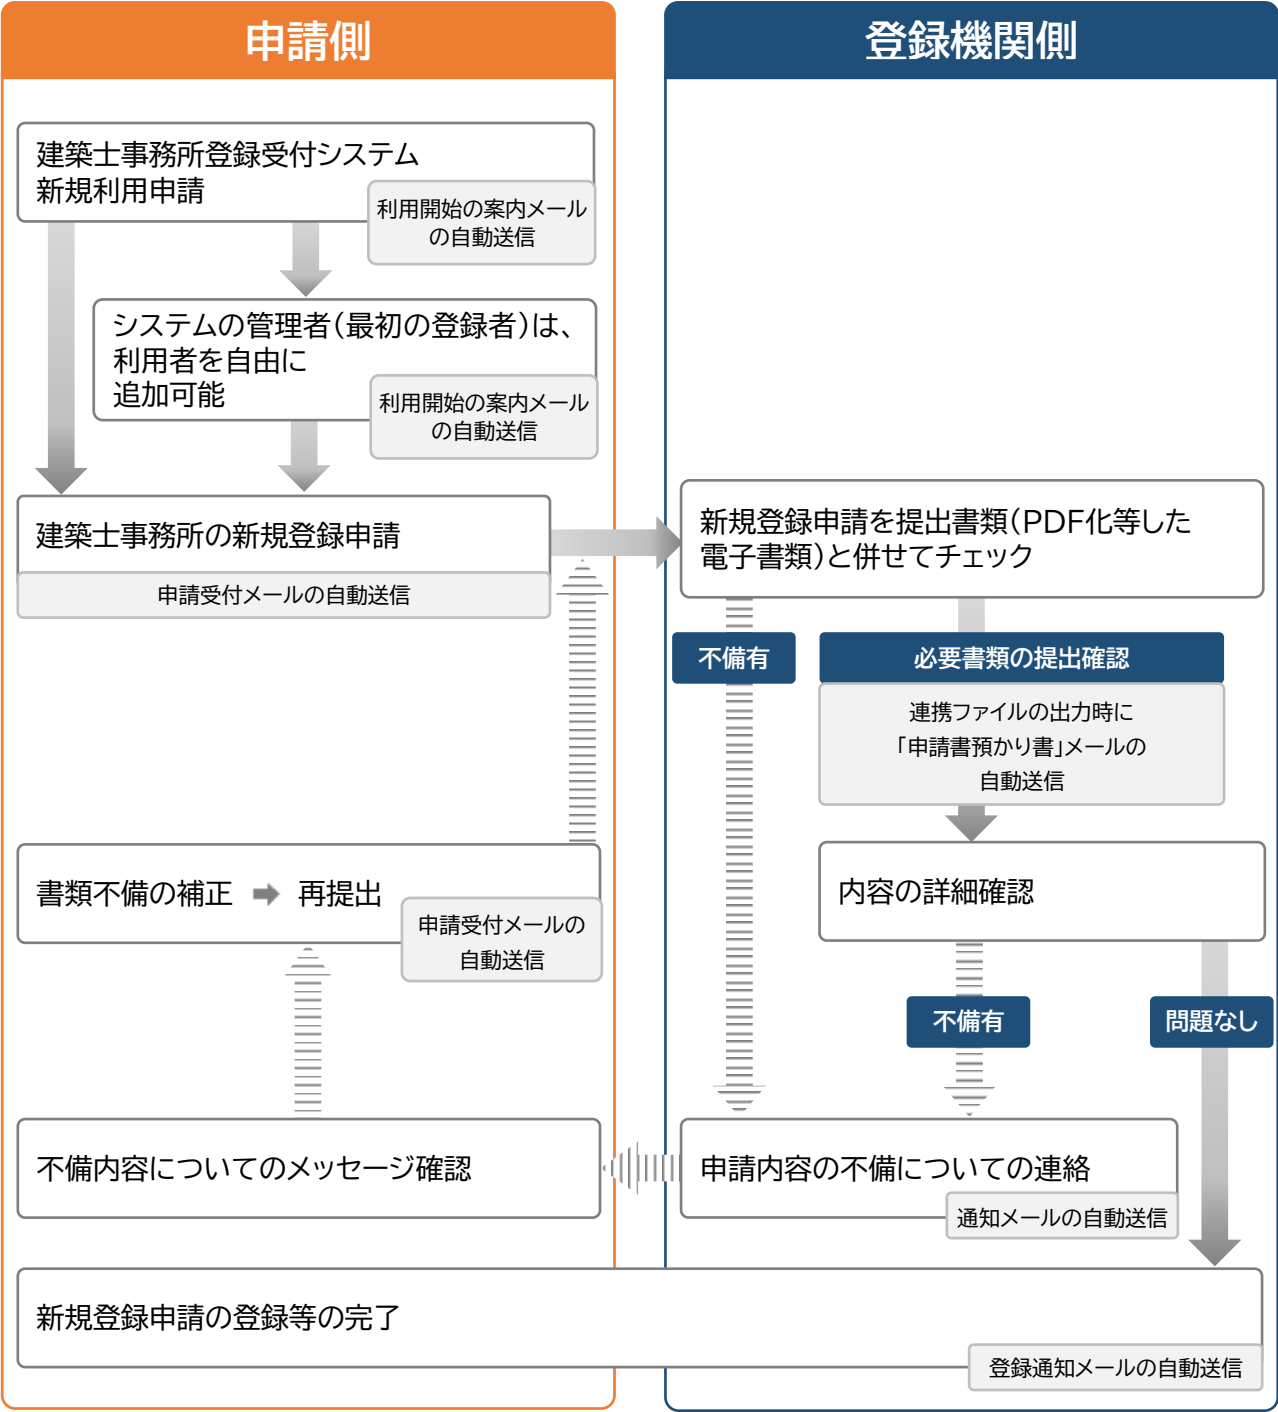 申請側
建築士事務所登録受付システム
新規利用申請
利用開始の案内メール
の自動送信
システムの管理者(最初の登録者)は、
利用者を自由に
追加可能
利用開始の案内メール
の自動送信
建築士事務所の新規登録申請
申請受付メールの自動送信
書類不備の補正
再提出
申請受付メールの
自動送信
不備内容についてのメッセージ確認
登録機関側
新規登録申請を提出書類(PDF化等した
電子書類)と併せてチェック
不備有
必要書類の提出確認
連携ファイルの出力時に
「申請書預かり書」メールの
自動送信
内容の詳細確認
不備有
問題なし
申請内容の不備についての連絡
通知メールの自動送信
新規登録申請の登録等の完了
登録通知メールの自動送信